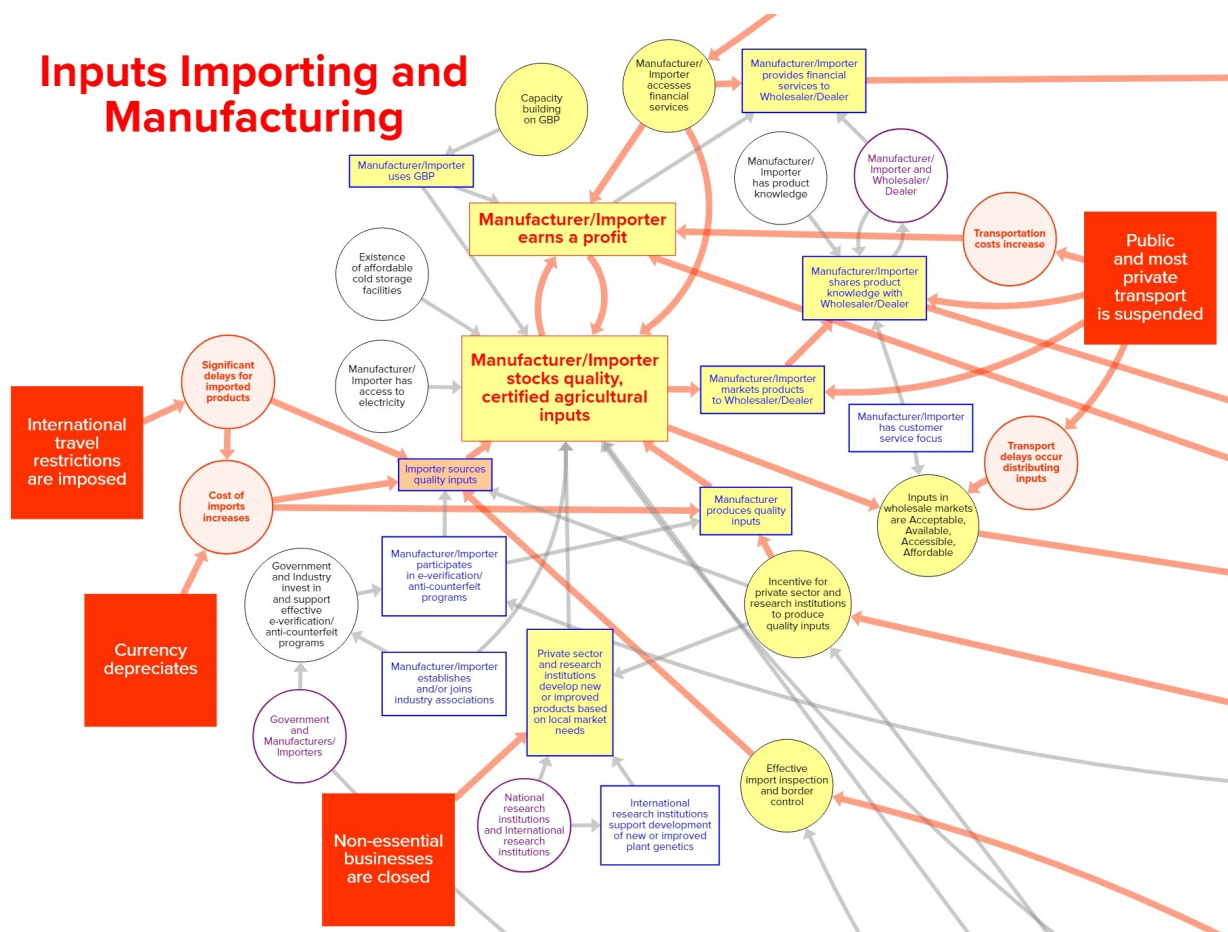 Inputs Importing and
Manufacturing
Capacity
building
on GBP
Manufacturer/
Importer
accesses
financial
services
Manufacturer/Importer
provides financial
services to
Wholesaler/Dealer
Manufacturer/Importer
uses GBP
Manufacturer/
Importer
has product
knowledge
Manufacturer/
Importer and
Wholesaler/
Dealer
Manufacturer/Importer
earns a profit
Transportation
costs increase
Public
and most
private
transport
is suspended
Existence
of affordable
cold storage
facilities
Manufacturer/Importer
shares product
knowledge with
Wholesaler/Dealer
Manufacturer/Importer
stocks quality,
certified agricultural
inputs
Significant
delays for
imported
products
Manufacturer/
Importer has
access to
electricity
Manufacturer/Importer
markets products
to Wholesaler/Dealer
International
travel
restrictions
are imposed
Manufacturer/Importer
has customer
service focus
Transport
delays occur
distributing
inputs
Importer sources
quality inputs
Cost of
imports
increases
Manufacturer
produces quality
inputs
Inputs in
wholesale markets
are Acceptable,
Available,
Accessible,
Affordable
Government
and Industry
invest in
and support
effective
e-verification/
anti-counterfeit
programs
Manufacturer/Importer
participates
in e-verification/
anti-counterfeit
programs
Incentive for
private sector and
research institutions
to produce
quality inputs
Currency
depreciates
Manufacturer/Importer
establishes
and/or joins
industry associations
Private sector
and research
institutions
develop new
or improved
products based
on local market
needs
Government
and
Manufacturers/
Importers
Effective
import inspection
and border
control
Non-essential
businesses
are closed
National
research
institutions
and International
research
institutions
International
research institutions
support development
of new or improved
plant genetics